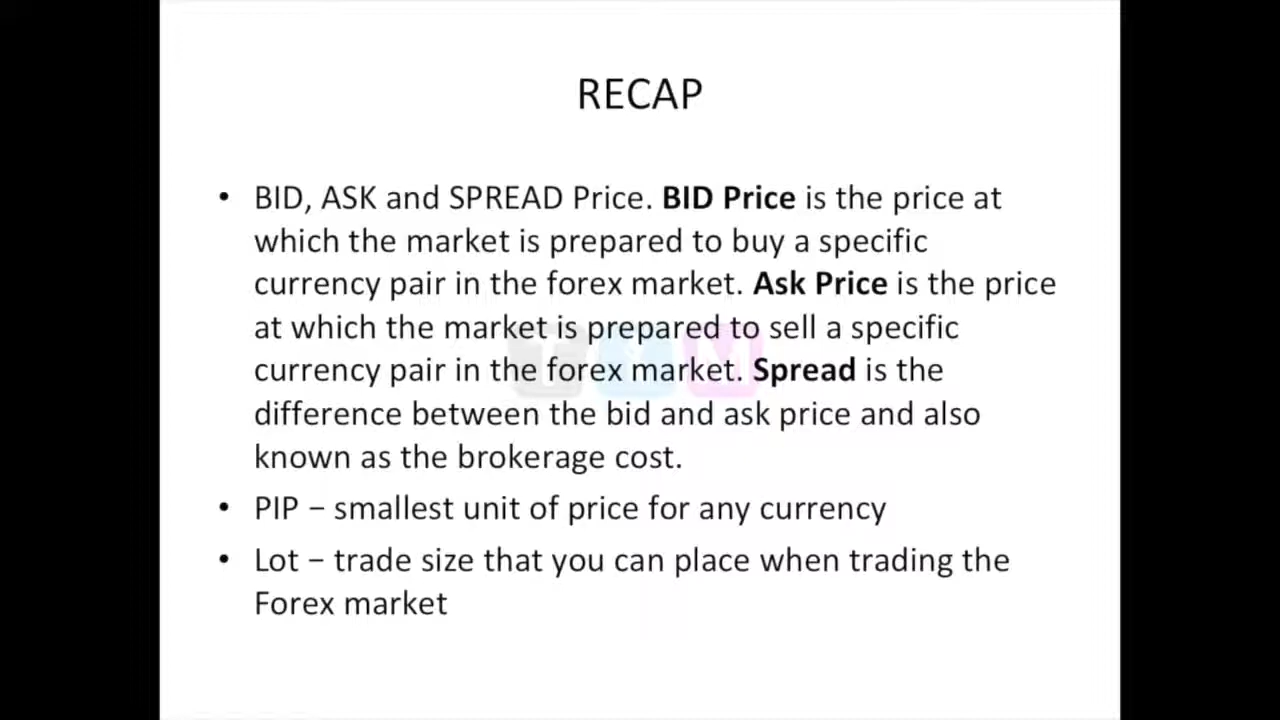 RECAP
• BID, ASK and SPREAD Price. BID Price is the price at
which the market is prepared to buy a specific
currency pair in the forex market. Ask Price is the price
at which the market is prepared to sell a specific
currency pair in the forex market. Spread is the
difference between the bid and ask price and also
known as the brokerage cost.
• PIP – smallest unit of price for any currency
• Lot – trade size that you can place when trading the
Forex market